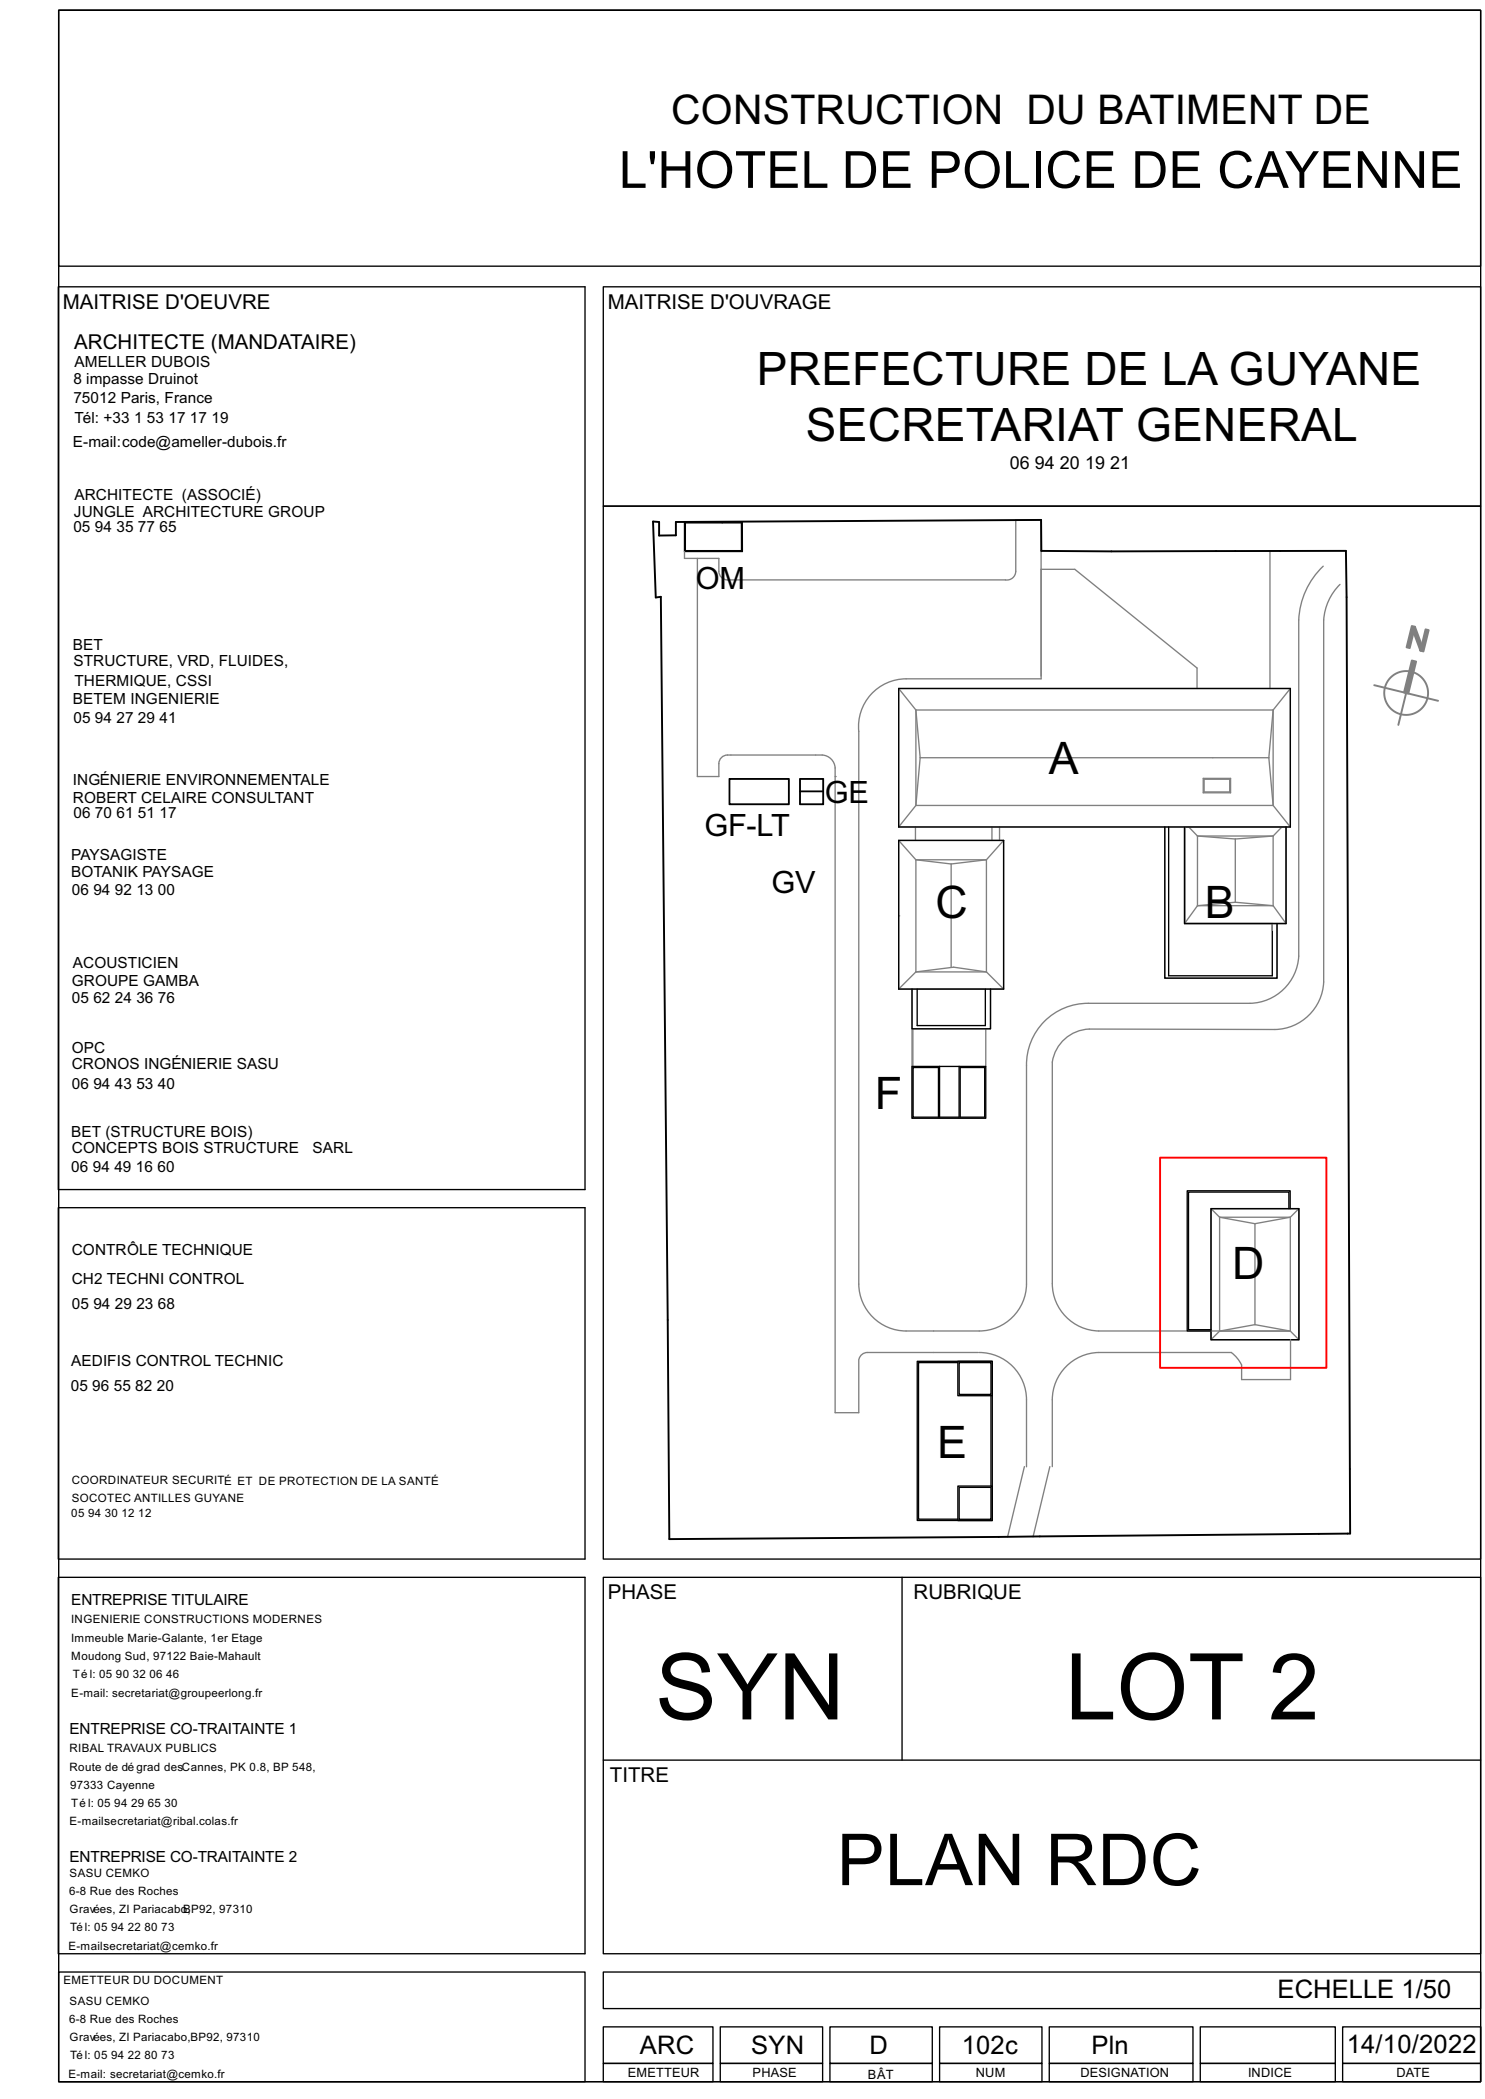 CONSTRUCTION DU BATIMENT DE
L'HOTEL DE POLICE DE CAYENNE
MAITRISE D'OEUVRE
ARCHITECTE (MANDATAIRE)
AMELLER DUBOIS
8 impasse Druinot
75012 Paris, France
Tél: +33 1 53 17 17 19
E-mail:code@ameller-dubois.fr
ARCHITECTE (ASSOCIÉ)
JUNGLE ARCHITECTURE GROUP
05 94 35 77 65
BET
STRUCTURE, VRD, FLUIDES,
THERMIQUE, CSSI
BETEM INGENIERIE
05 94 27 29 41
INGÉNIERIE ENVIRONNEMENTALE
ROBERT CELAIRE CONSULTANT
06 70 61 51 17
PAYSAGISTE
BOTANIK PAYSAGE
06 94 92 13 00
ACOUSTICIEN
GROUPE GAMBA
05 62 24 36 76
OPC
CRONOS INGÉNIERIE SASU
06 94 43 53 40
BET (STRUCTURE BOIS)
CONCEPTS BOIS STRUCTURE SARL
06 94 49 16 60
CONTRÔLE TECHNIQUE
CH2 TECHNI CONTROL
05 94 29 23 68
AEDIFIS CONTROL TECHNIC
05 96 55 82 20
COORDINATEUR SECURITÉ ET DE PROTECTION DE LA SANTÉ
SOCOTEC ANTILLES GUYANE
05 94 30 12 12
ENTREPRISE TITULAIRE
INGENIERIE CONSTRUCTIONS MODERNES
Immeuble Marie-Galante, 1er Etage
Moudong Sud, 97122 Baie-Mahault
Tél: 05 90 32 06 46
E-mail: secretariat@groupeerlong.fr
ENTREPRISE CO-TRAITAINTE 1
RIBAL TRAVAUX PUBLICS
Route de dégrad desCannes, PK 0.8, BP 548,
97333 Cayenne
Tél: 05 94 29 65 30
E-mailsecretariat@ribal.colas.fr
ENTREPRISE CO-TRAITAINTE 2
SASU CEMKO
6-8 Rue des Roches
Gravées, ZI Pariacabo,BP92, 97310
Tél: 05 94 22 80 73
E-mailsecretariat@cemko.fr
EMETTEUR DU DOCUMENT
SASU CEMKO
6-8 Rue des Roches
Gravées, ZI Pariacabo,BP92, 97310
Tél: 05 94 22 80 73
E-mail: secretariat@cemko.fr
MAITRISE D'OUVRAGE
PREFECTURE DE LA GUYANE
SECRETARIAT GENERAL
06 94 20 19 21
OM
N
A
GE
GF-LT
GV
C
B
F
D
E
PHASE
SYN
RUBRIQUE
LOT 2
TITRE
PLAN RDC
ECHELLE 1/50
ARC SYN D 102c Pln 14/10/2022
EMETTEUR PHASE BÂT NUM DESIGNATION INDICE DATE